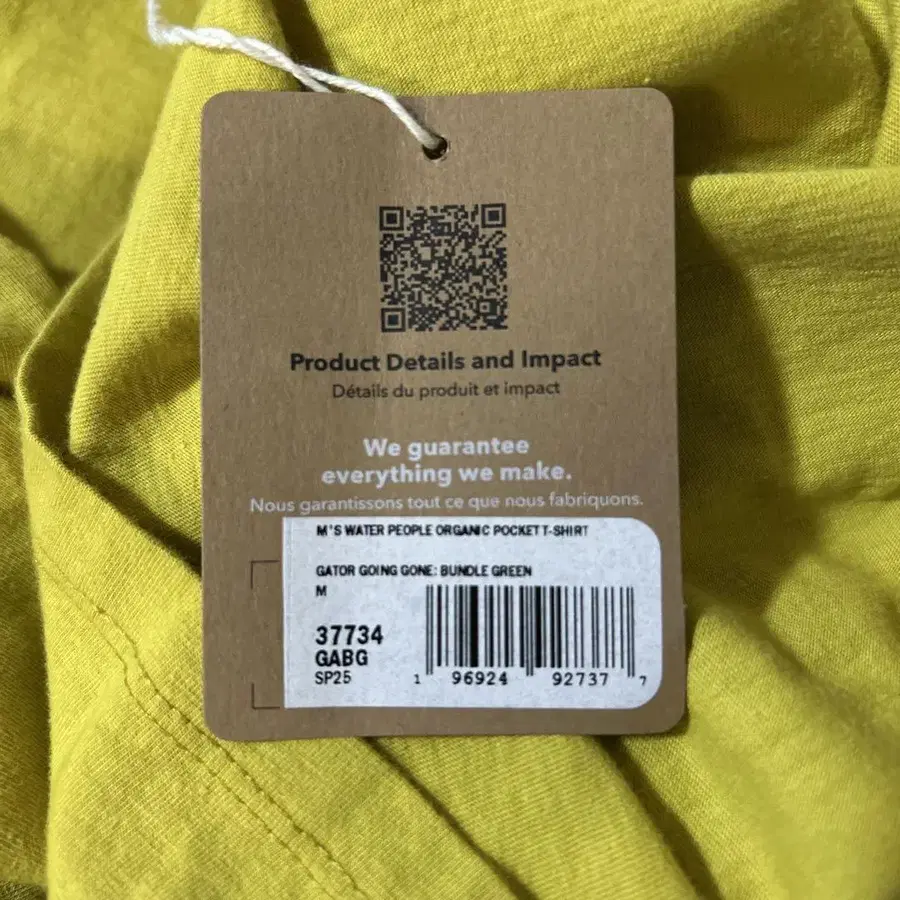 Product Details and Impact
Détails du produit et impact
We guarantee
everything we make.
Nous garantissons tout ce que nous fabriquons.
M'S WATER PEOPLE ORGANIC POCKET T-SHIRT
GATOR GOING GONE: BUNDLE GREEN
M
37734
GABG
SP25
1 96924 92737 7